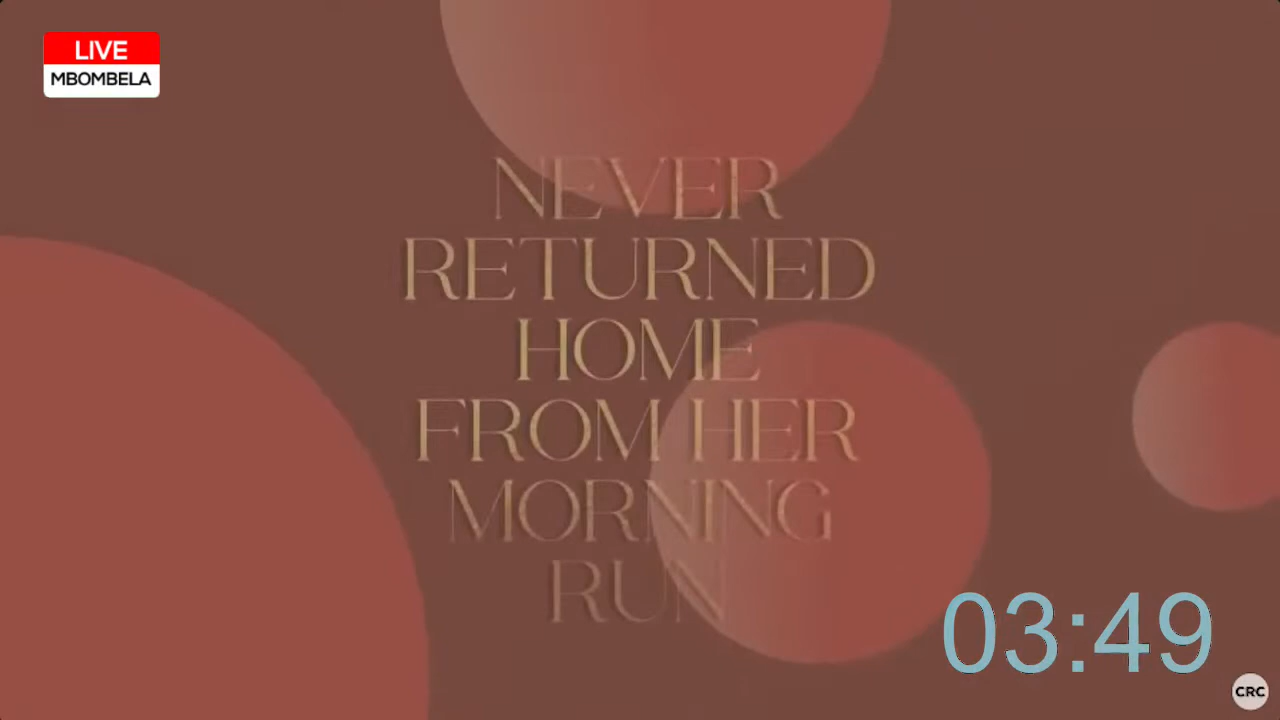 LIVE
MBOMBELA
NEVER
RETURNED
HOME
FROM HER
MORNING
RUN
03:49
CRC